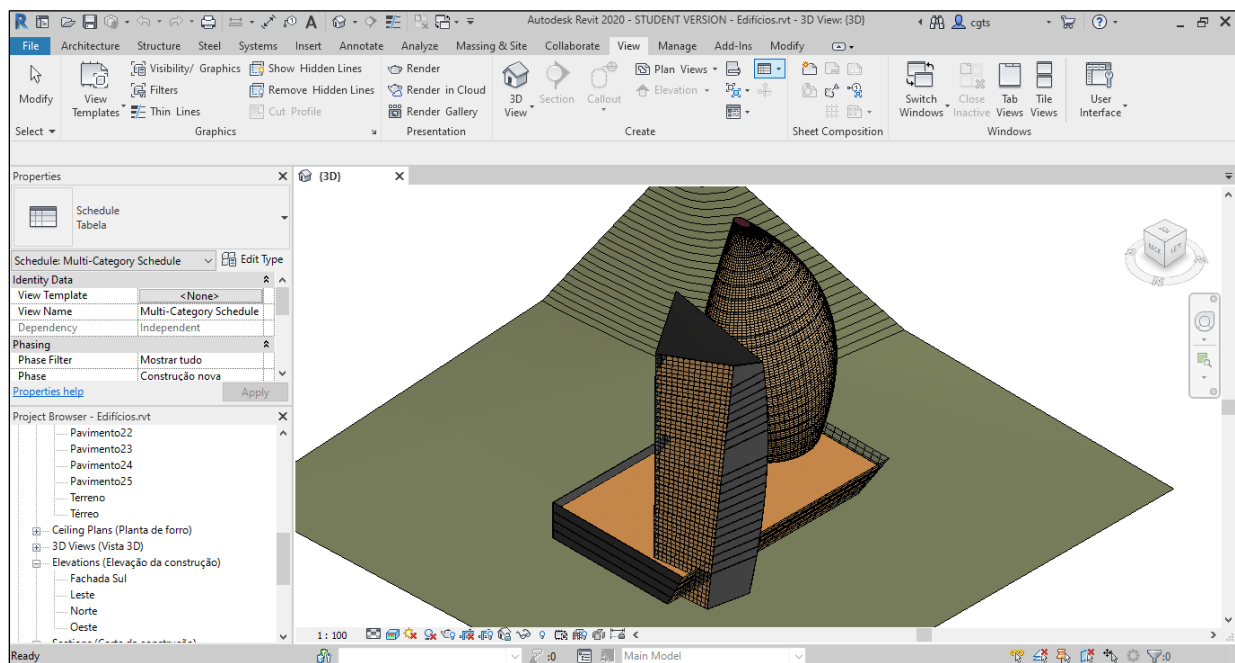 Autodesk Revit 2020 - STUDENT VERSION - Edifícios.rvt - 3D View: {3D}
cgts
File Architecture Structure Steel Systems Insert Annotate Analyze Massing & Site Collaborate View Manage Add-Ins Modify
Modify
View Templates
Visibility/ Graphics
Filters
Thin Lines
Show Hidden Lines
Remove Hidden Lines
Cut Profile
Render
Render in Cloud
Render Gallery
3D View
Section
Callout
Plan Views
Elevation
Switch Windows
Close Inactive
Tab Views
Tile Views
User Interface
Select
Graphics
Presentation
Create
Sheet Composition
Windows
Properties
{3D}
Schedule
Tabela
Schedule: Multi-Category Schedule
Edit Type
Identity Data
View Template <None>
View Name Multi-Category Schedule
Dependency Independent
Phasing
Phase Filter Mostrar tudo
Phase Construção nova
Properties help
Apply
Project Browser - Edifícios.rvt
Pavimento22
Pavimento23
Pavimento24
Pavimento25
Terreno
Térreo
Ceiling Plans (Planta de forro)
3D Views (Vista 3D)
Elevations (Elevação da construção)
Fachada Sul
Leste
Norte
Oeste
1 : 100
Ready
:0
Main Model
:0